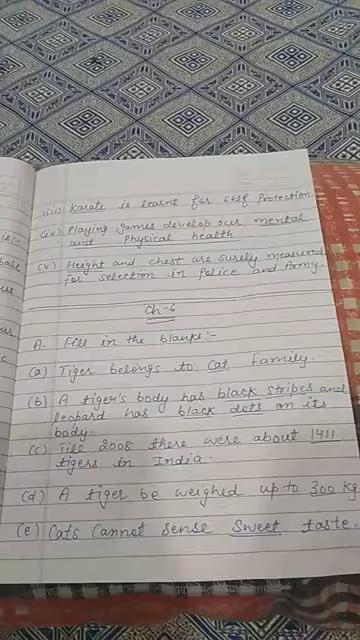 (iii) Karate is learnt for self Protection
(iv) Playing games develop our mental
and physical health
(v) Height and chest are surely measured
for selection in Police and Army.
Ch-6
A. Fill in the blanks:-
(a) Tiger belongs to Cat family.
(b) A tiger's body has black stripes and
leobard has black dots on its
body.
(c) Till 2008 there were about 1411
tigers in India.
(d) A tiger be weighed up to 300 kg
(e) Cats cannot sense sweet taste.